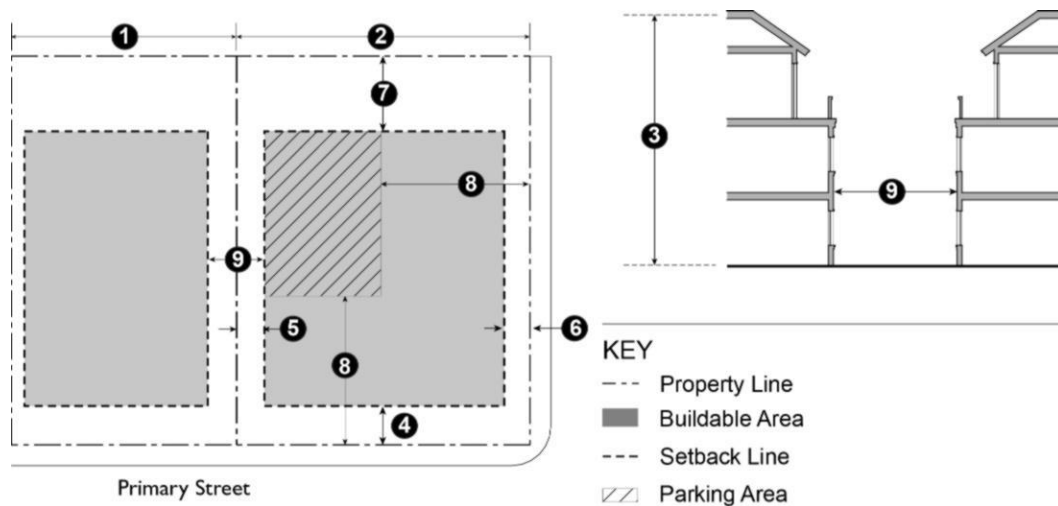 1
2
7
3
8
9
9
5
6
8
4
Primary Street
KEY
Property Line
Buildable Area
Setback Line
Parking Area